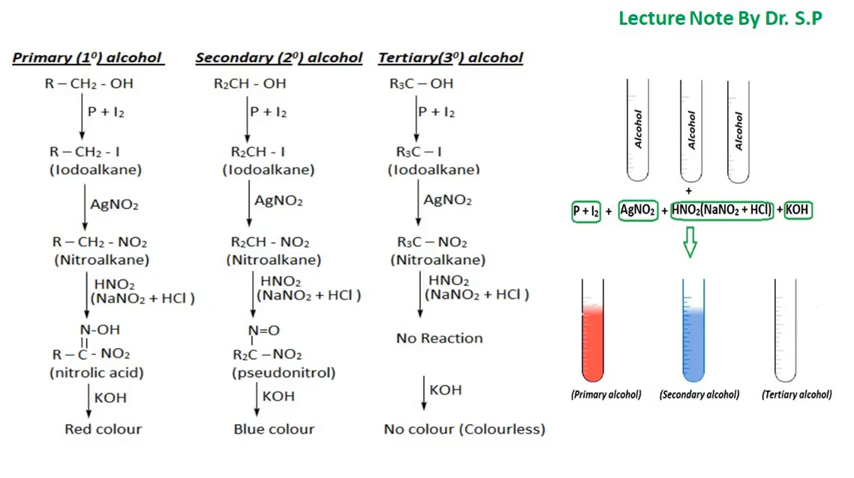 Lecture Note By Dr. S.P
Primary (1⁰) alcohol
R – CH₂ - OH
P + I₂
R – CH₂ - I
(Iodoalkane)
AgNO₂
R – CH₂ - NO₂
(Nitroalkane)
HNO₂
(NaNO₂ + HCl )
N-OH
||
R – C - NO₂
(nitrolic acid)
KOH
Red colour
Secondary (2⁰) alcohol
R₂CH - OH
P + I₂
R₂CH - I
(Iodoalkane)
AgNO₂
R₂CH - NO₂
(Nitroalkane)
HNO₂
(NaNO₂ + HCl )
N=O
|
R₂C – NO₂
(pseudonitrol)
KOH
Blue colour
Tertiary(3⁰) alcohol
R₃C – OH
P + I₂
R₃C – I
(Iodoalkane)
AgNO₂
R₃C – NO₂
(Nitroalkane)
HNO₂
(NaNO₂ + HCl )
No Reaction
KOH
No colour (Colourless)
Alcohol
Alcohol
Alcohol
+
P + I₂ + AgNO₂ + HNO₂(NaNO₂ + HCl) + KOH
(Primary alcohol)
(Secondary alcohol)
(Tertiary alcohol)